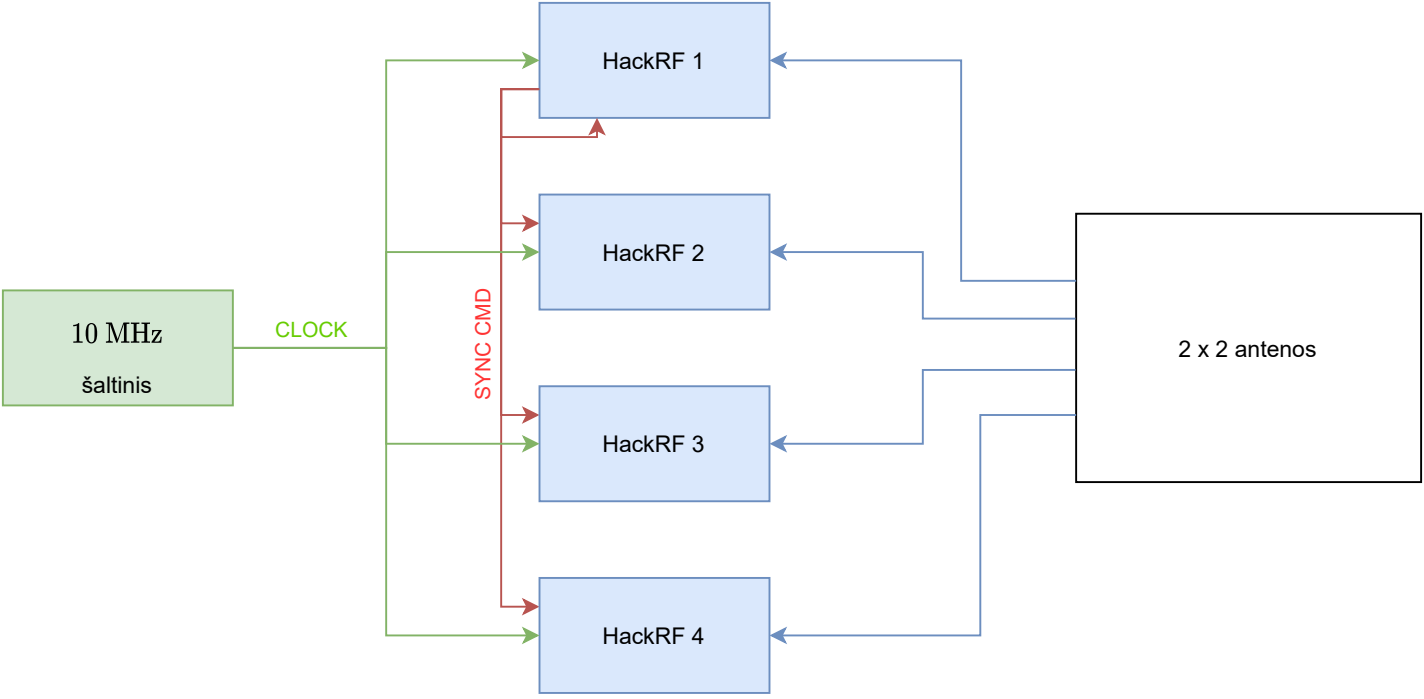 HackRF 1
HackRF 2
10 MHz
šaltinis
CLOCK
SYNC CMD
2 x 2 antenos
HackRF 3
HackRF 4